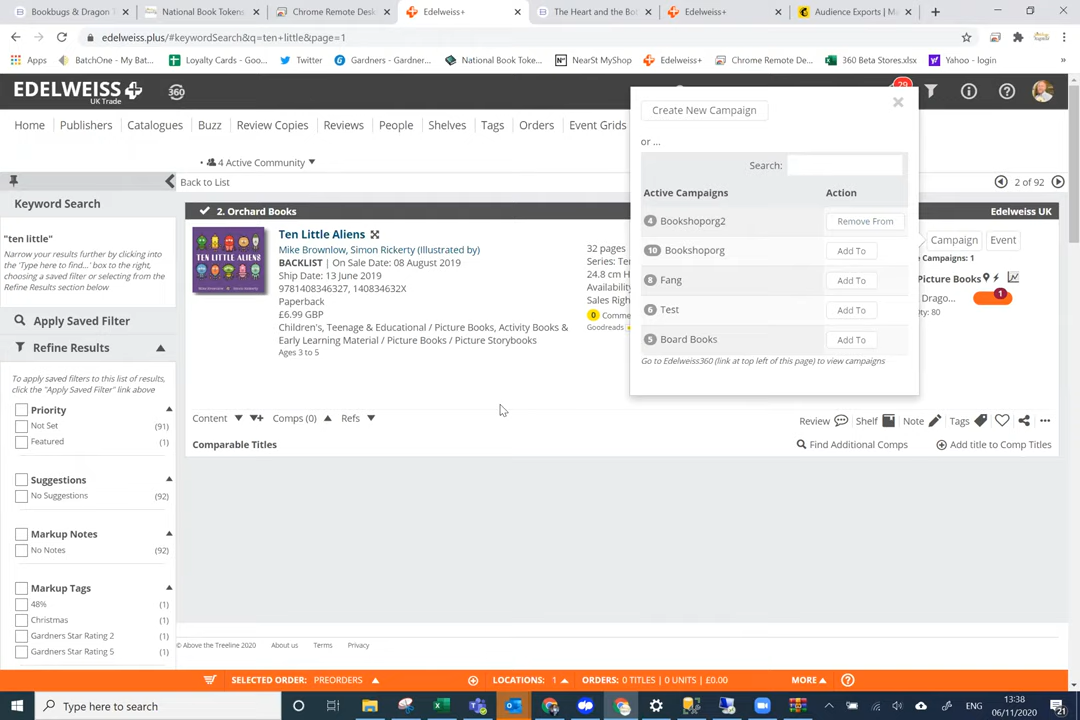 Bookbugs & Dragon T
National Book Tokens
Chrome Remote Desk
Edelweiss+
The Heart and the Bo
Edelweiss+
Audience Exports | M
edelweiss.plus/#keywordSearch&q=ten+little&page=1
Apps
BatchOne - My Bat...
Loyalty Cards - Goo...
Twitter
Gardners - Gardner...
National Book Toke...
NearSt MyShop
Edelweiss+
Chrome Remote De...
360 Beta Stores.xlsx
Yahoo - login
EDELWEISS
UK Trade
360
29
Home
Publishers
Catalogues
Buzz
Review Copies
Reviews
People
Shelves
Tags
Orders
Event Grids
4 Active Community
Back to List
2 of 92
Keyword Search
"ten little"
Narrow your results further by clicking into
the 'Type here to find...' box to the right,
choosing a saved filter or selecting from the
Refine Results section below
Apply Saved Filter
Refine Results
To apply saved filters to this list of results,
click the "Apply Saved Filter" link above
Priority
Not Set (91)
Featured (1)
Suggestions
No Suggestions (92)
Markup Notes
No Notes (92)
Markup Tags
48% (1)
Christmas (1)
Gardners Star Rating 2 (1)
Gardners Star Rating 5 (1)
2. Orchard Books
Edelweiss UK
TEN LITTLE ALIENS
Ten Little Aliens
Mike Brownlow, Simon Rickerty (Illustrated by)
BACKLIST | On Sale Date: 08 August 2019
Ship Date: 13 June 2019
9781408346327, 140834632X
Paperback
£6.99 GBP
Children's, Teenage & Educational / Picture Books, Activity Books &
Early Learning Material / Picture Books / Picture Storybooks
Ages 3 to 5
32 pages
Series: Ten
24.8 cm H
Availability
Sales Righ
0 Comme
Goodreads
Create New Campaign
or ...
Search:
Active Campaigns
Action
4 Bookshoporg2 Remove From
10 Bookshoporg Add To
8 Fang Add To
6 Test Add To
5 Board Books Add To
Go to Edelweiss360 (link at top left of this page) to view campaigns
Campaign
Event
Campaigns: 1
Picture Books
Drago...
1
ty: 80
Content
Comps (0)
Refs
Review
Shelf
Note
Tags
Comparable Titles
Find Additional Comps
Add title to Comp Titles
© Above the Treeline 2020
About us
Terms
Privacy
SELECTED ORDER: PREORDERS
LOCATIONS: 1
ORDERS: 0 TITLES | 0 UNITS | £0.00
MORE
Type here to search
ENG
13:38
06/11/2020
21